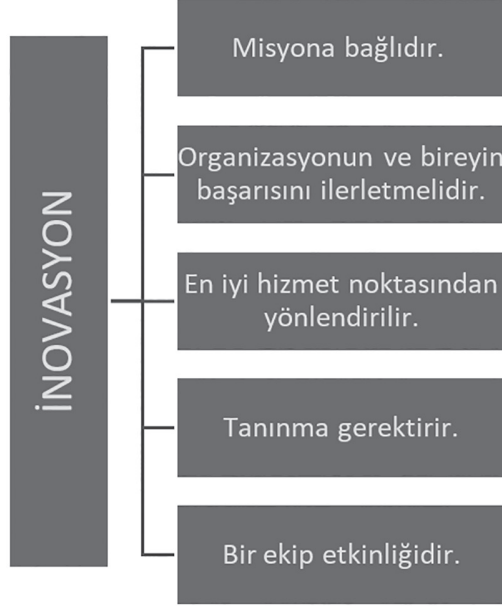 İNOVASYON
Misyona bağlıdır.
Organizasyonun ve bireyin
başarısını ilerletmelidir.
En iyi hizmet noktasından
yönlendirilir.
Tanınma gerektirir.
Bir ekip etkinliğidir.